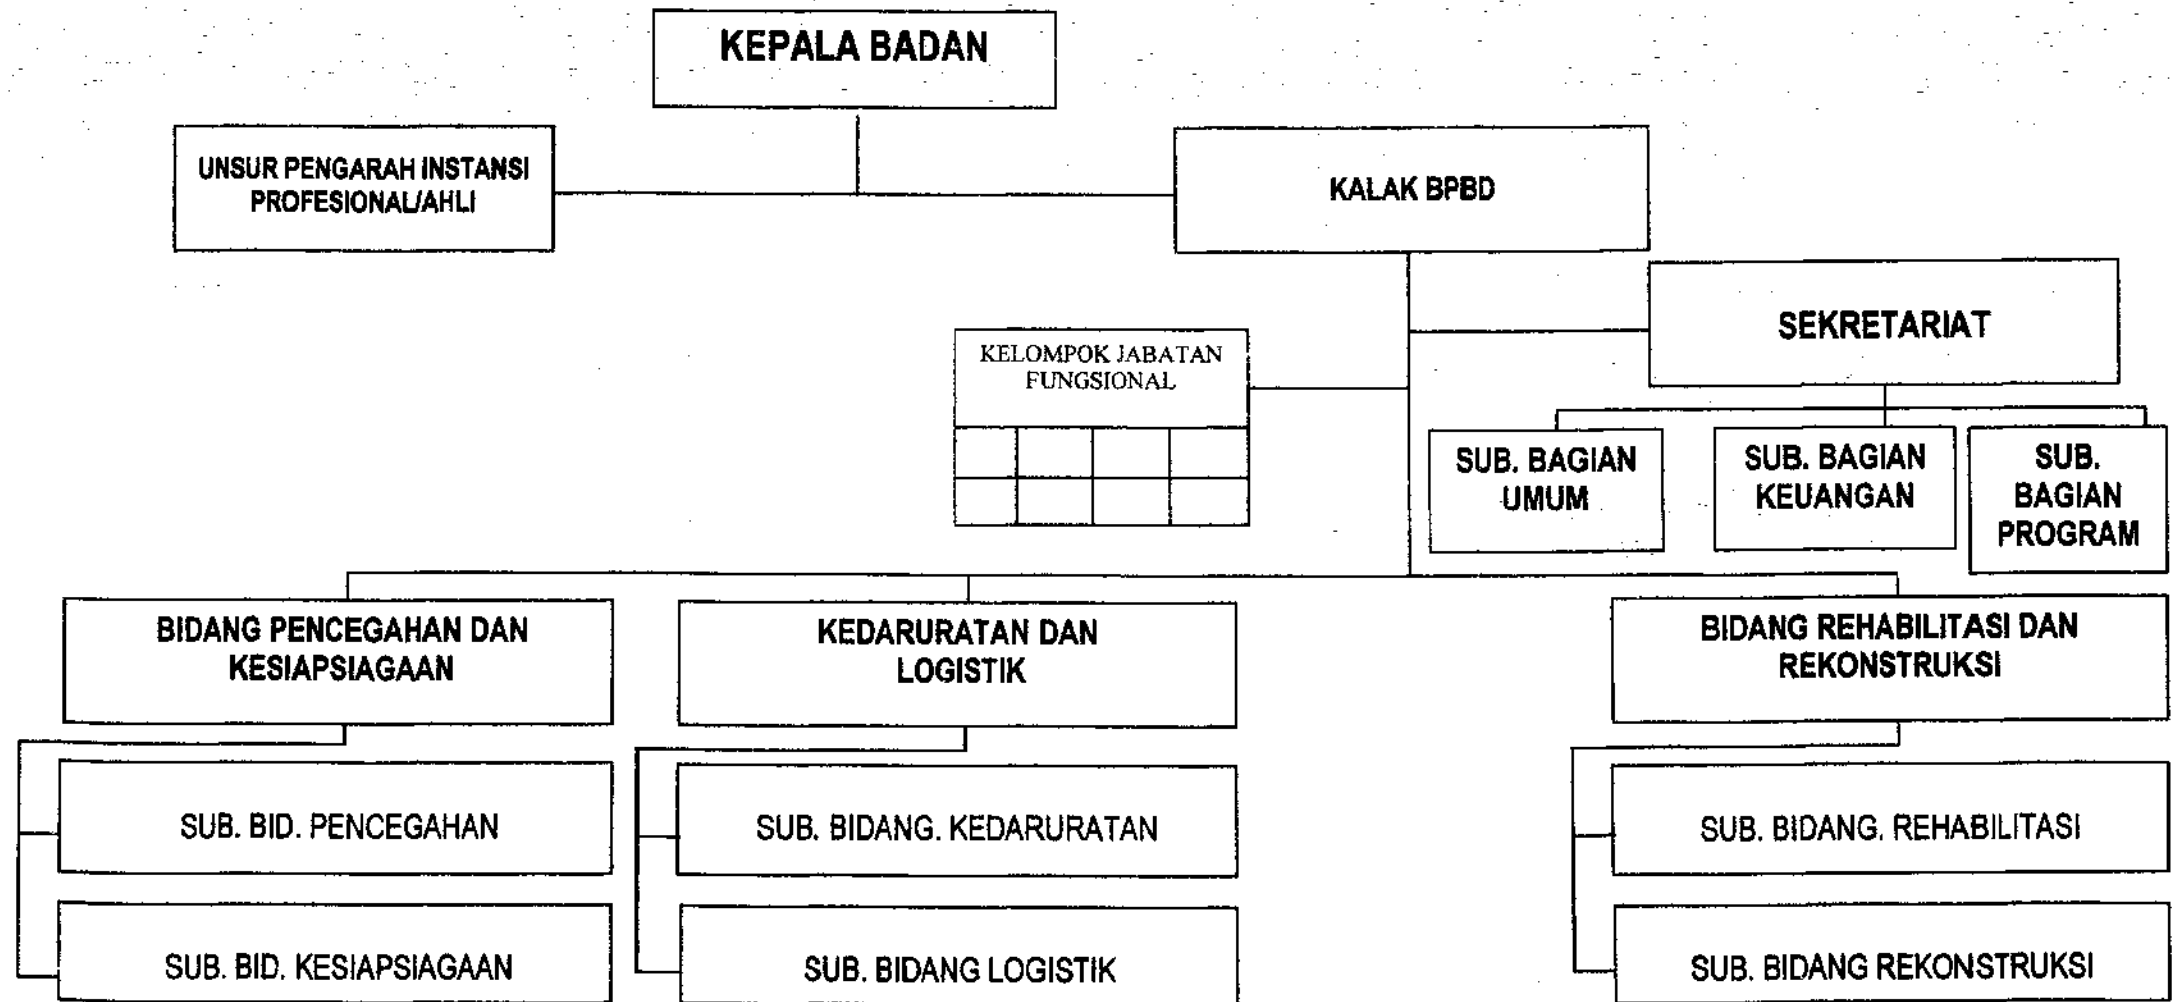 KEPALA BADAN
UNSUR PENGARAH INSTANSI
PROFESIONAL/AHLI
KALAK BPBD
SEKRETARIAT
KELOMPOK JABATAN
FUNGSIONAL
SUB. BAGIAN
UMUM
SUB. BAGIAN
KEUANGAN
SUB.
BAGIAN
PROGRAM
BIDANG PENCEGAHAN DAN
KESIAPSIAGAAN
KEDARURATAN DAN
LOGISTIK
BIDANG REHABILITASI DAN
REKONSTRUKSI
SUB. BID. PENCEGAHAN
SUB. BIDANG. KEDARURATAN
SUB. BIDANG. REHABILITASI
SUB. BID. KESIAPSIAGAAN
SUB. BIDANG LOGISTIK
SUB. BIDANG REKONSTRUKSI